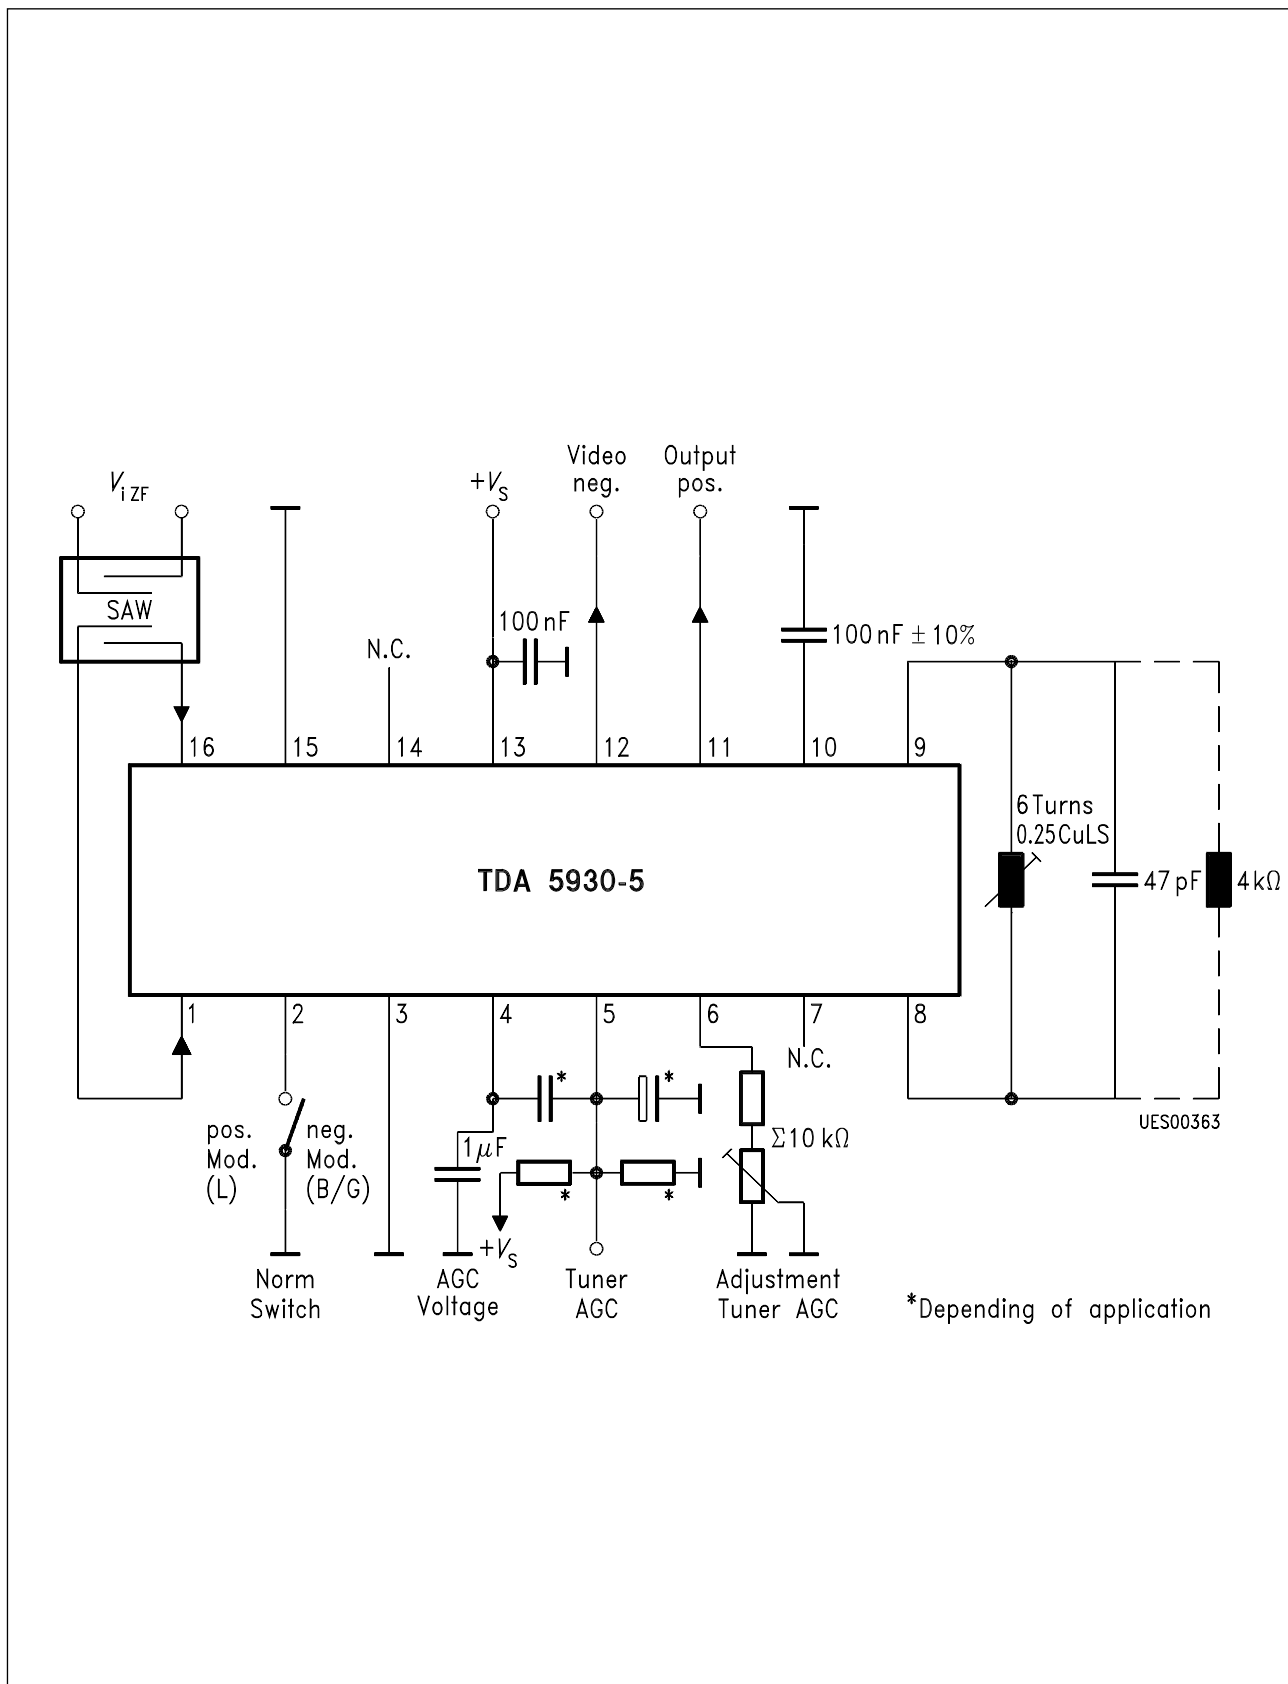 Video
neg.
Output
pos.
V i ZF
+VS
SAW
100 nF
N.C.
100 nF ± 10%
16
15
14
13
12
11
10
9
6 Turns
0.25 CuLS
TDA 5930-5
47 pF
4 kΩ
1
2
3
4
5
6
7
8
N.C.
*
*
UES00363
pos.
Mod.
(L)
neg.
Mod.
(B/G)
1 µF
Σ10 kΩ
*
*
+VS
Norm
Switch
AGC
Voltage
Tuner
AGC
Adjustment
Tuner AGC
*Depending of application